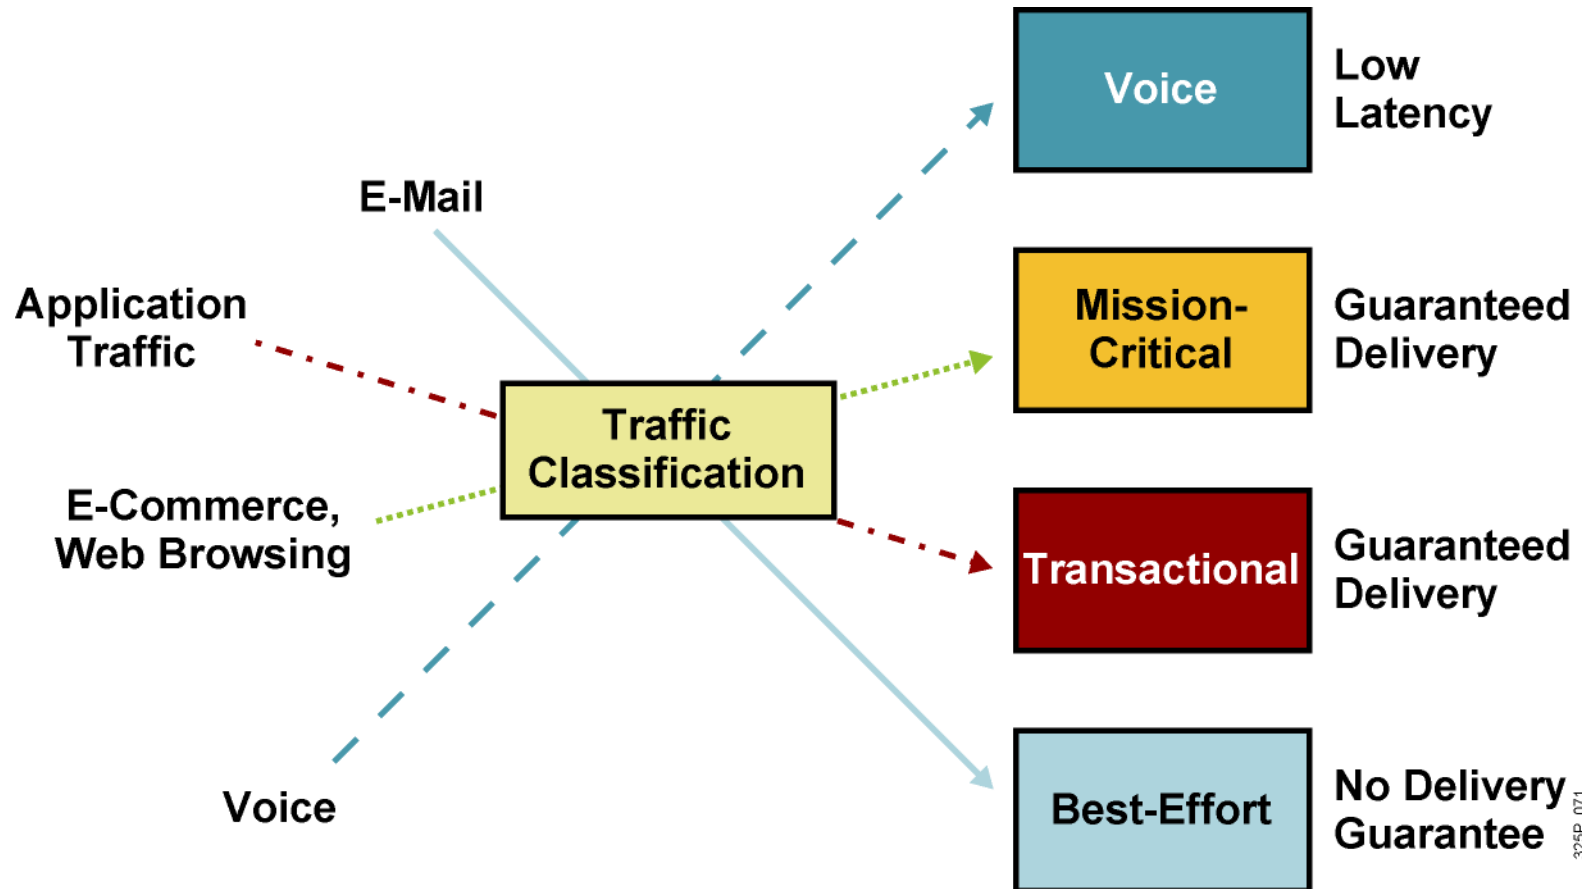 E-Mail
Application
Traffic
E-Commerce,
Web Browsing
Voice
Traffic
Classification
Voice
Low
Latency
Mission-
Critical
Guaranteed
Delivery
Transactional
Guaranteed
Delivery
Best-Effort
No Delivery
Guarantee
325P_071